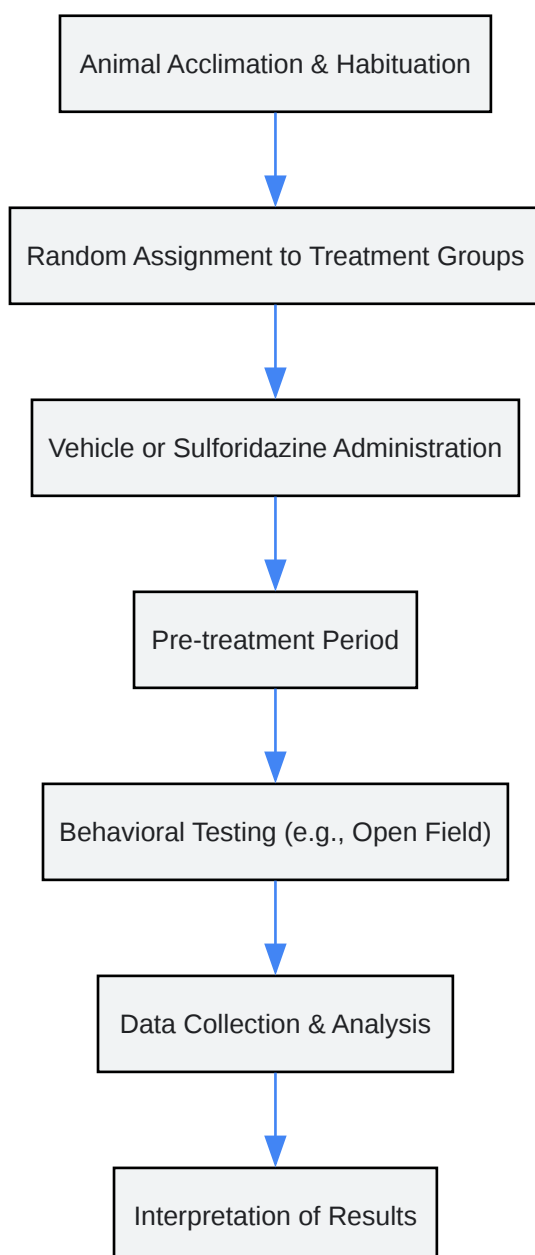 Animal Acclimation & Habituation
Random Assignment to Treatment Groups
Vehicle or Sulforidazine Administration
Pre-treatment Period
Behavioral Testing (e.g., Open Field)
Data Collection & Analysis
Interpretation of Results